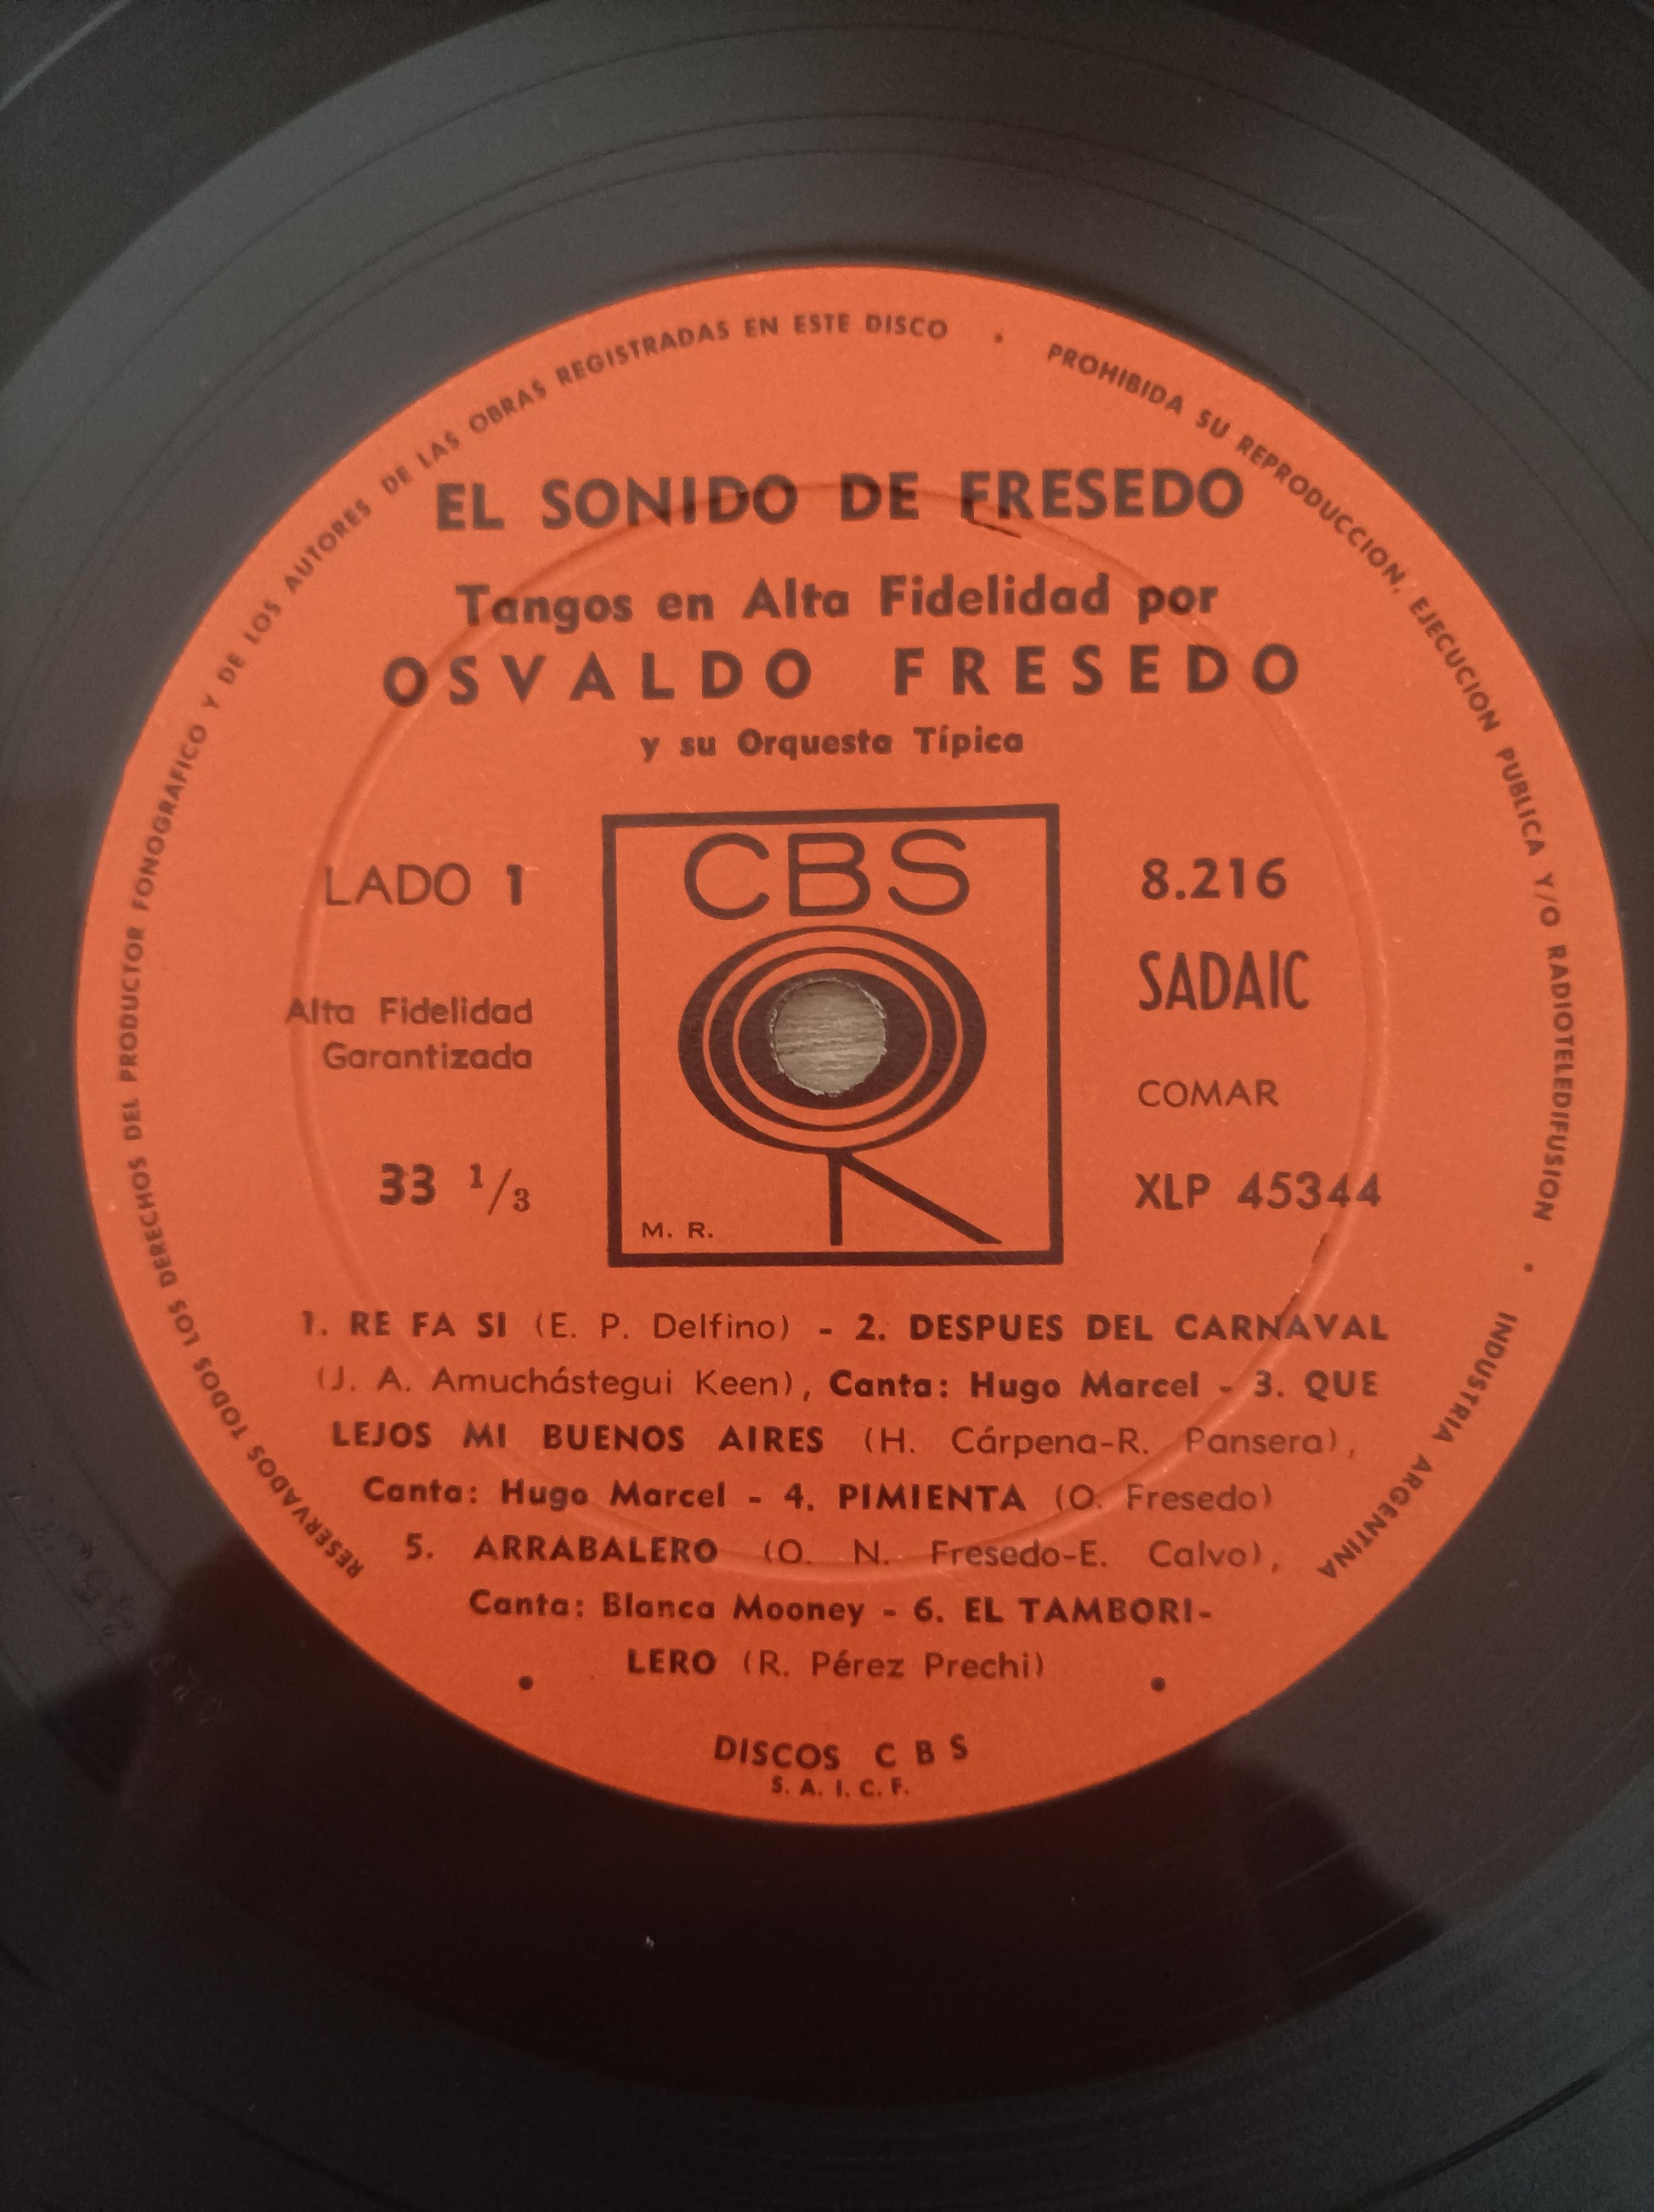 RESERVADOS TODOS LOS DERECHOS DEL PRODUCTOR FONOGRAFICO Y DE LOS AUTORES DE LAS OBRAS REGISTRADAS EN ESTE DISCO • PROHIBIDA SU REPRODUCCION, EJECUCION PUBLICA Y/O RADIOTELEDIFUSION • INDUSTRIA ARGENTINA
EL SONIDO DE FRESEDO
Tangos en Alta Fidelidad por
OSVALDO FRESEDO
y su Orquesta Típica
LADO 1
Alta Fidelidad
Garantizada
33 1/3
CBS
M. R.
8.216
SADAIC
COMAR
XLP 45344
1. RE FA SI (E. P. Delfino) - 2. DESPUES DEL CARNAVAL
(J. A. Amuchástegui Keen), Canta: Hugo Marcel - 3. QUE
LEJOS MI BUENOS AIRES (H. Cárpena-R. Pansera),
Canta: Hugo Marcel - 4. PIMIENTA (O. Fresedo)
5. ARRABALERO (O. N. Fresedo-E. Calvo),
Canta: Blanca Mooney - 6. EL TAMBORI-
LERO (R. Pérez Prechi)
DISCOS CBS
S. A. I. C. F.